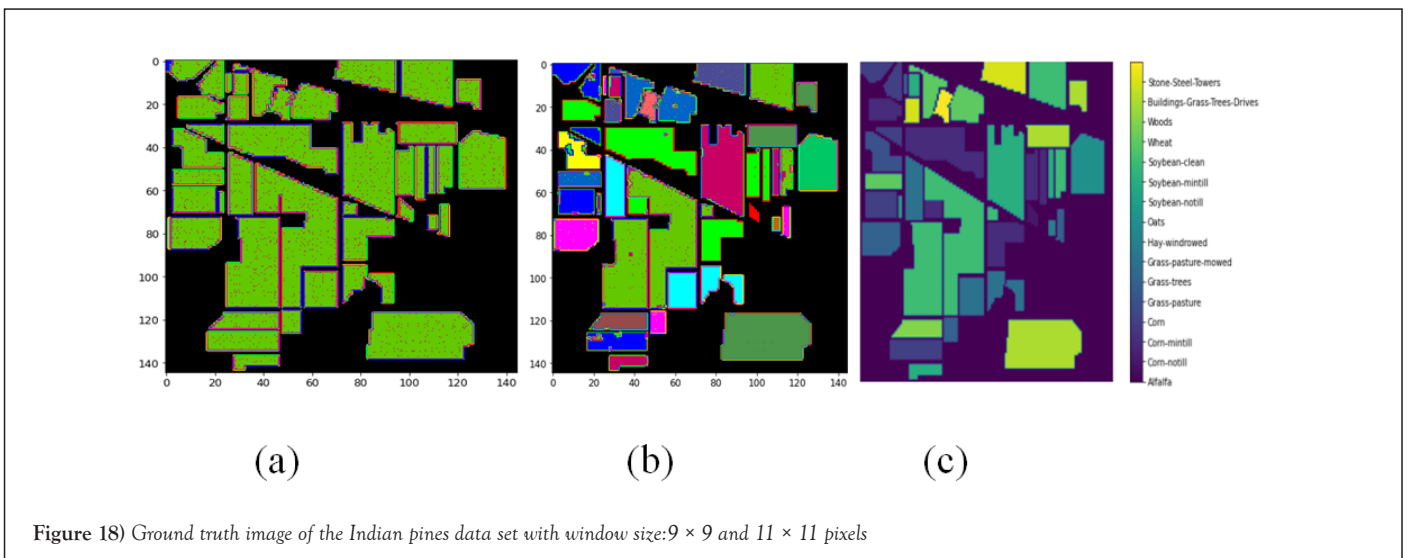 0
20
40
60
80
100
120
140
0 20 40 60 80 100 120 140
0
20
40
60
80
100
120
140
0 20 40 60 80 100 120 140
Stone-Steel-Towers
Buildings-Grass-Trees-Drives
Woods
Wheat
Soybean-clean
Soybean-mintill
Soybean-notill
Oats
Hay-windrowed
Grass-pasture-mowed
Grass-trees
Grass-pasture
Corn
Corn-mintill
Corn-notill
Alfalfa
(a) (b) (c)
Figure 18) Ground truth image of the Indian pines data set with window size:9 × 9 and 11 × 11 pixels